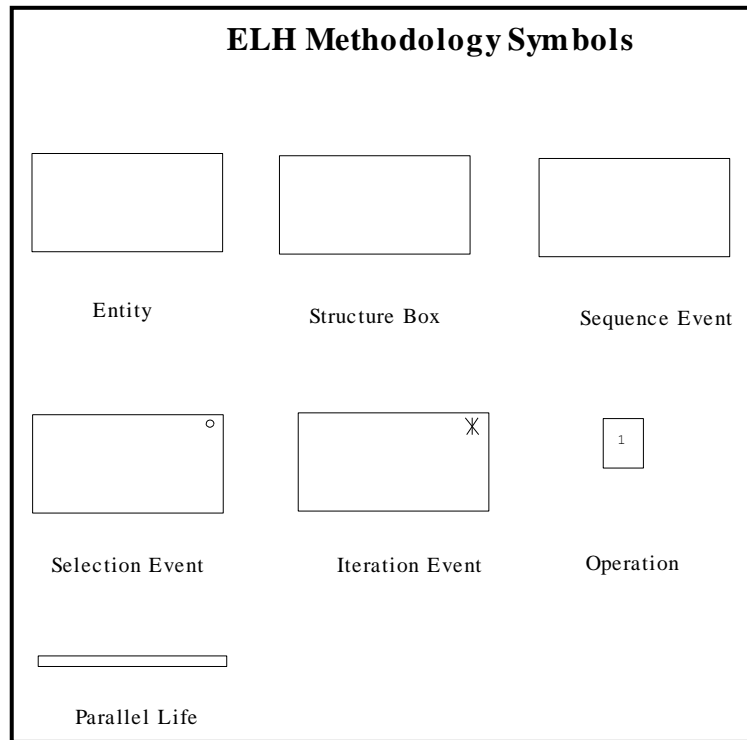 ELH Methodology Symbols
Entity
Structure Box
Sequence Event
1
Selection Event
Iteration Event
Operation
Parallel Life